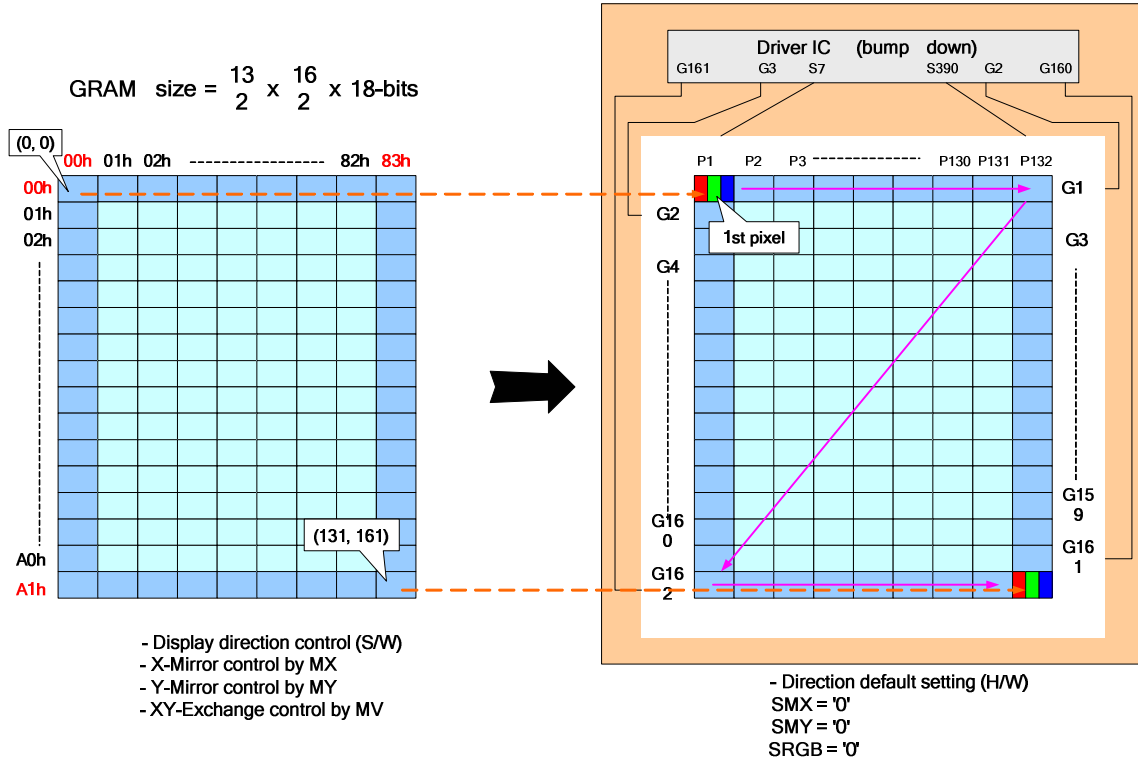 GRAM size = 13/2 x 16/2 x 18-bits
(0, 0)
00h 01h 02h 82h 83h
00h
01h
02h
A0h
A1h
(131, 161)
- Display direction control (S/W)
- X-Mirror control by MX
- Y-Mirror control by MY
- XY-Exchange control by MV
Driver IC (bump down)
G161 G3 S7 S390 G2 G160
P1 P2 P3 P130 P131 P132
G1
G2
1st pixel
G3
G4
G15
9
G16
0
G16
1
G16
2
- Direction default setting (H/W)
SMX = '0'
SMY = '0'
SRGB = '0'